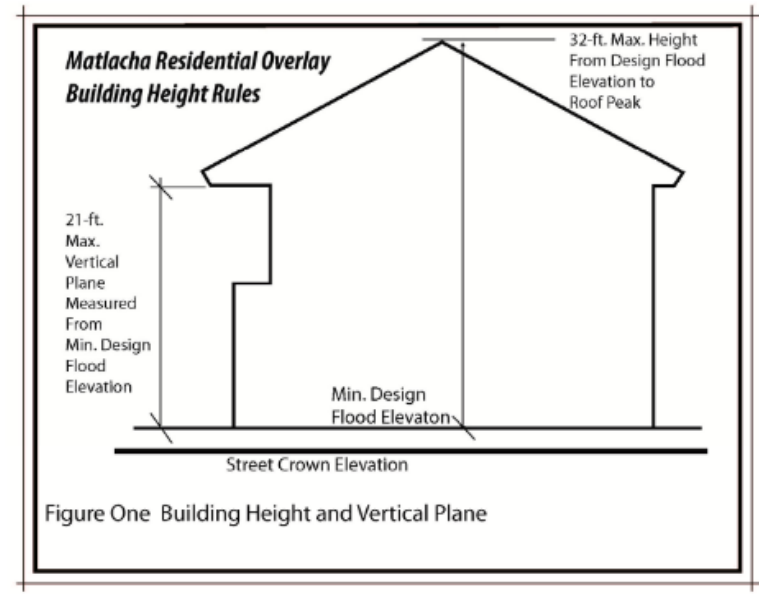 Matlacha Residential Overlay
Building Height Rules
32-ft. Max. Height
From Design Flood
Elevation to
Roof Peak
21-ft.
Max.
Vertical
Plane
Measured
From
Min. Design
Flood
Elevation
Min. Design
Flood Elevaton
Street Crown Elevation
Figure One Building Height and Vertical Plane